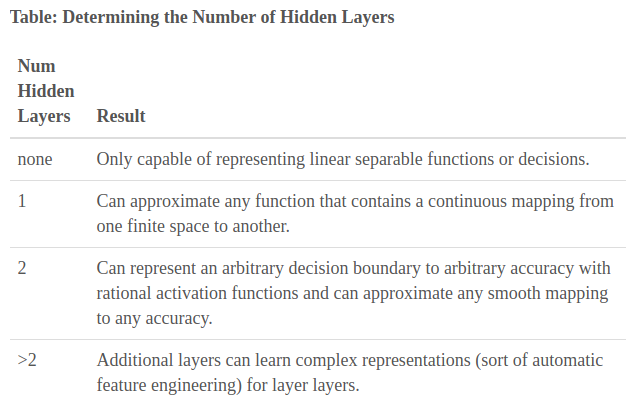 Table: Determining the Number of Hidden Layers
Num
Hidden
Layers Result
none Only capable of representing linear separable functions or decisions.
1 Can approximate any function that contains a continuous mapping from
one finite space to another.
2 Can represent an arbitrary decision boundary to arbitrary accuracy with
rational activation functions and can approximate any smooth mapping
to any accuracy.
>2 Additional layers can learn complex representations (sort of automatic
feature engineering) for layer layers.